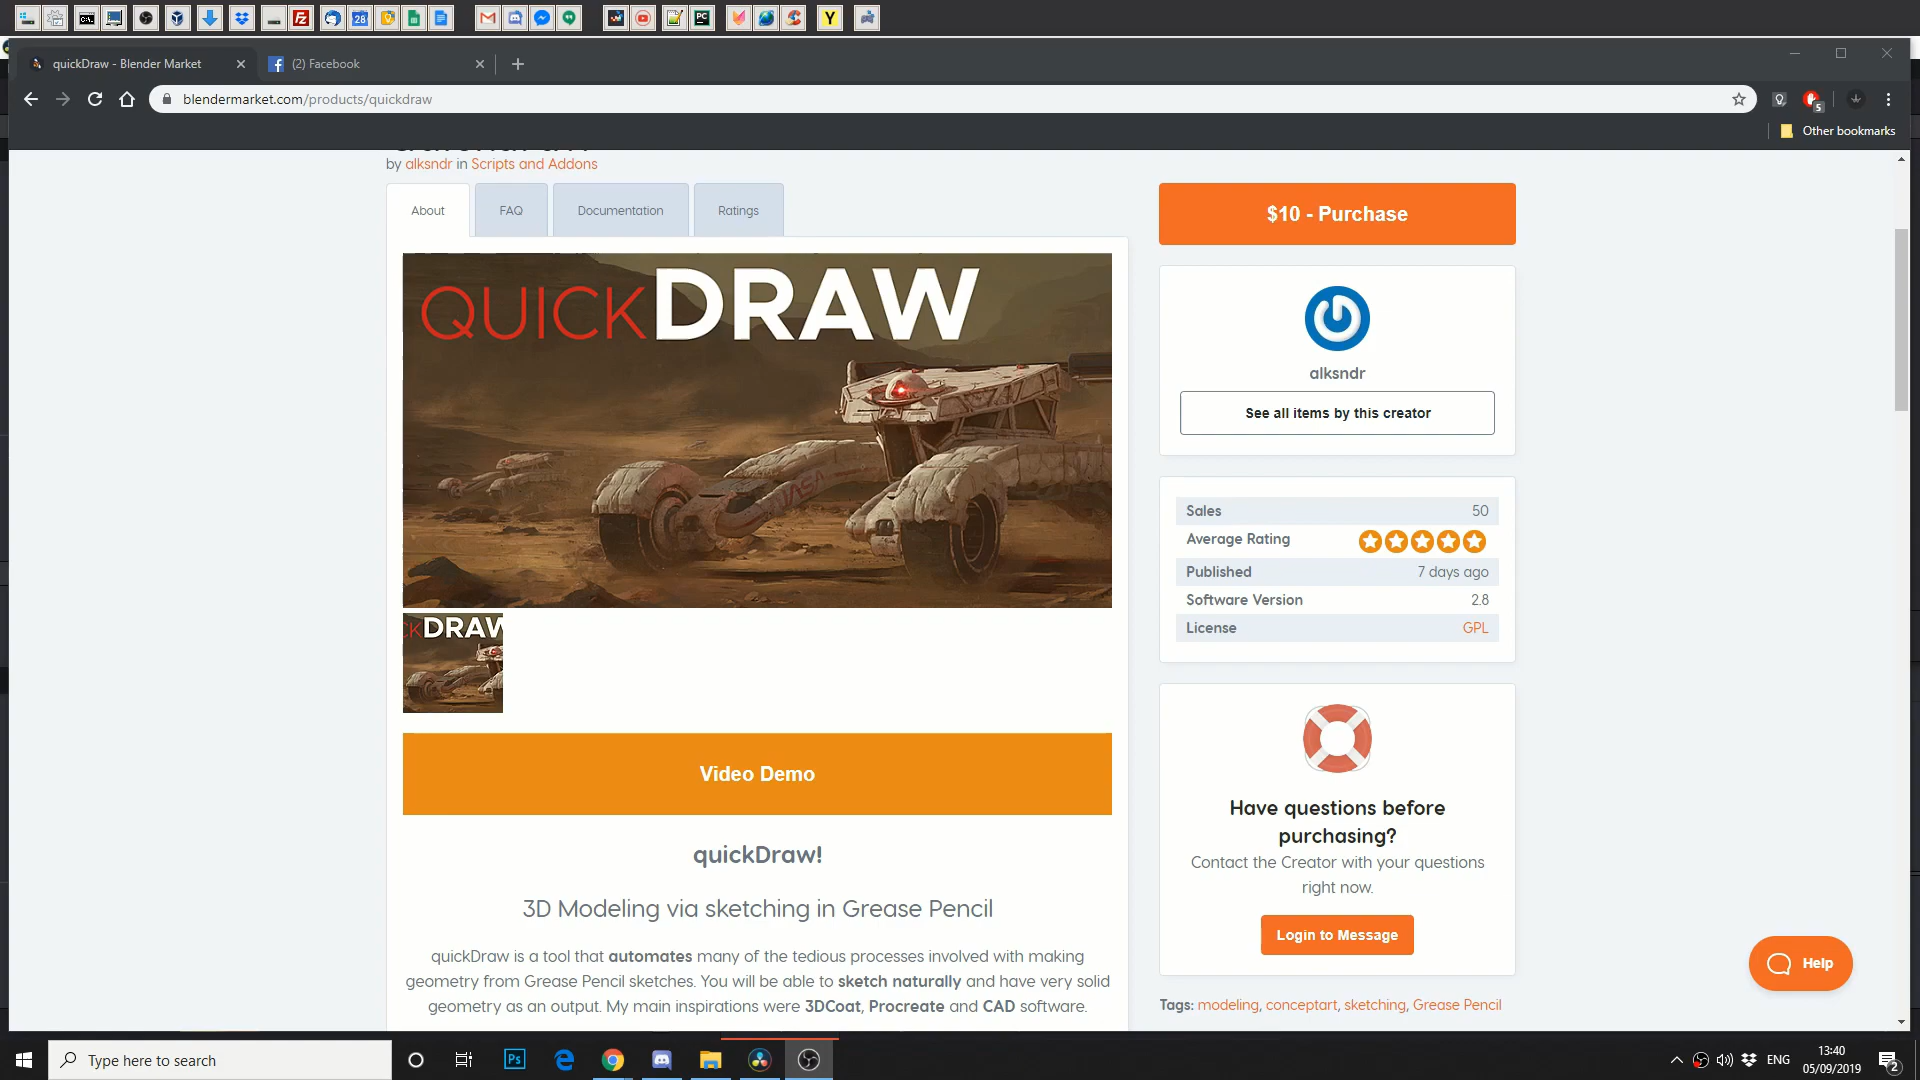 quickDraw - Blender Market
(2) Facebook
blendermarket.com/products/quickdraw
5
Other bookmarks
by alksndr in Scripts and Addons
About
FAQ
Documentation
Ratings
QUICKDRAW
NASA
CKDRAW
Video Demo
quickDraw!
3D Modeling via sketching in Grease Pencil
quickDraw is a tool that automates many of the tedious processes involved with making
geometry from Grease Pencil sketches. You will be able to sketch naturally and have very solid
geometry as an output. My main inspirations were 3DCoat, Procreate and CAD software.
$10 - Purchase
alksndr
See all items by this creator
Sales 50
Average Rating
Published 7 days ago
Software Version 2.8
License GPL
Have questions before
purchasing?
Contact the Creator with your questions
right now.
Login to Message
Tags: modeling, conceptart, sketching, Grease Pencil
Help
Type here to search
Ps
ENG
13:40
05/09/2019
2